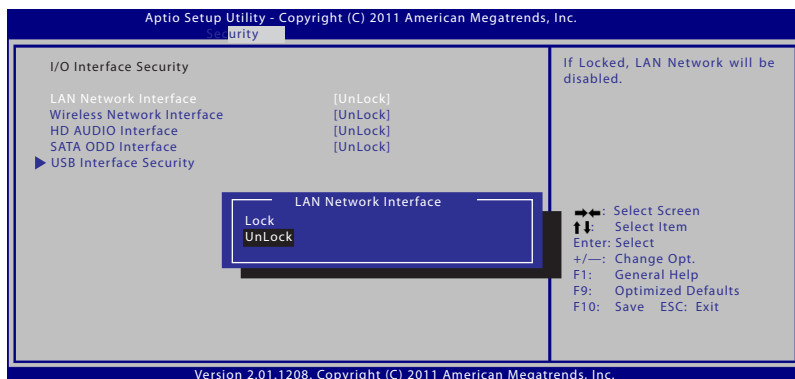 Aptio Setup Utility - Copyright (C) 2011 American Megatrends, Inc.
Security
I/O Interface Security
LAN Network Interface [UnLock]
Wireless Network Interface [UnLock]
HD AUDIO Interface [UnLock]
SATA ODD Interface [UnLock]
USB Interface Security
LAN Network Interface
Lock
UnLock
If Locked, LAN Network will be
disabled.
→←: Select Screen
↑↓: Select Item
Enter: Select
+/—: Change Opt.
F1: General Help
F9: Optimized Defaults
F10: Save ESC: Exit
Version 2.01.1208. Copyright (C) 2011 American Megatrends, Inc.